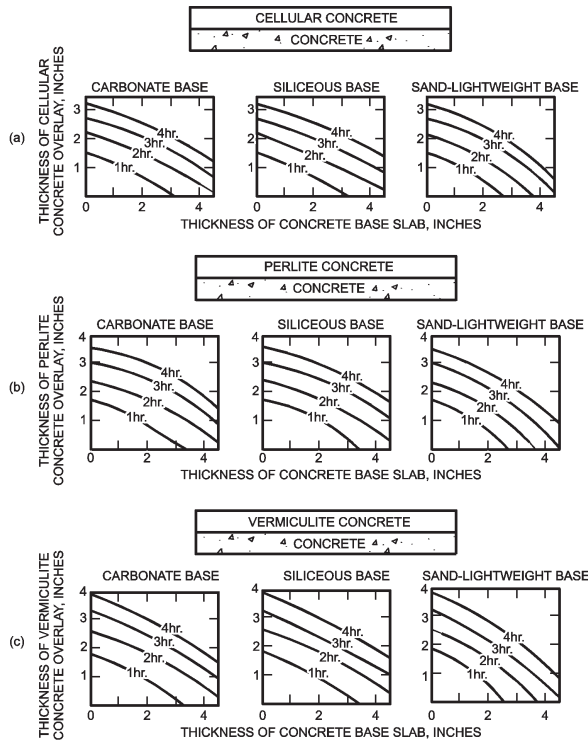 CELLULAR CONCRETE
CONCRETE
CARBONATE BASE
SILICEOUS BASE
SAND-LIGHTWEIGHT BASE
(a)
THICKNESS OF CELLULAR
CONCRETE OVERLAY, INCHES
3
2
1
4hr.
3hr.
2hr.
1hr.
4hr.
3hr.
2hr.
1hr.
4hr.
3hr.
2hr.
1hr.
0 2 4
0 2 4
0 2 4
THICKNESS OF CONCRETE BASE SLAB, INCHES
PERLITE CONCRETE
CONCRETE
CARBONATE BASE
SILICEOUS BASE
SAND-LIGHTWEIGHT BASE
(b)
THICKNESS OF PERLITE
CONCRETE OVERLAY, INCHES
4
3
2
1
4hr.
3hr.
2hr.
1hr.
4
4hr.
3hr.
2hr.
1hr.
4
4hr.
3hr.
2hr.
1hr.
0 2 4
0 2 4
0 2 4
THICKNESS OF CONCRETE BASE SLAB, INCHES
VERMICULITE CONCRETE
CONCRETE
CARBONATE BASE
SILICEOUS BASE
SAND-LIGHTWEIGHT BASE
(c)
THICKNESS OF VERMICULITE
CONCRETE OVERLAY, INCHES
4
3
2
1
4hr.
3hr.
2hr.
1hr.
4
4hr.
3hr.
2hr.
1hr.
4
4hr.
3hr.
2hr.
1hr.
0 2 4
0 2 4
0 2 4
THICKNESS OF CONCRETE BASE SLAB, INCHES